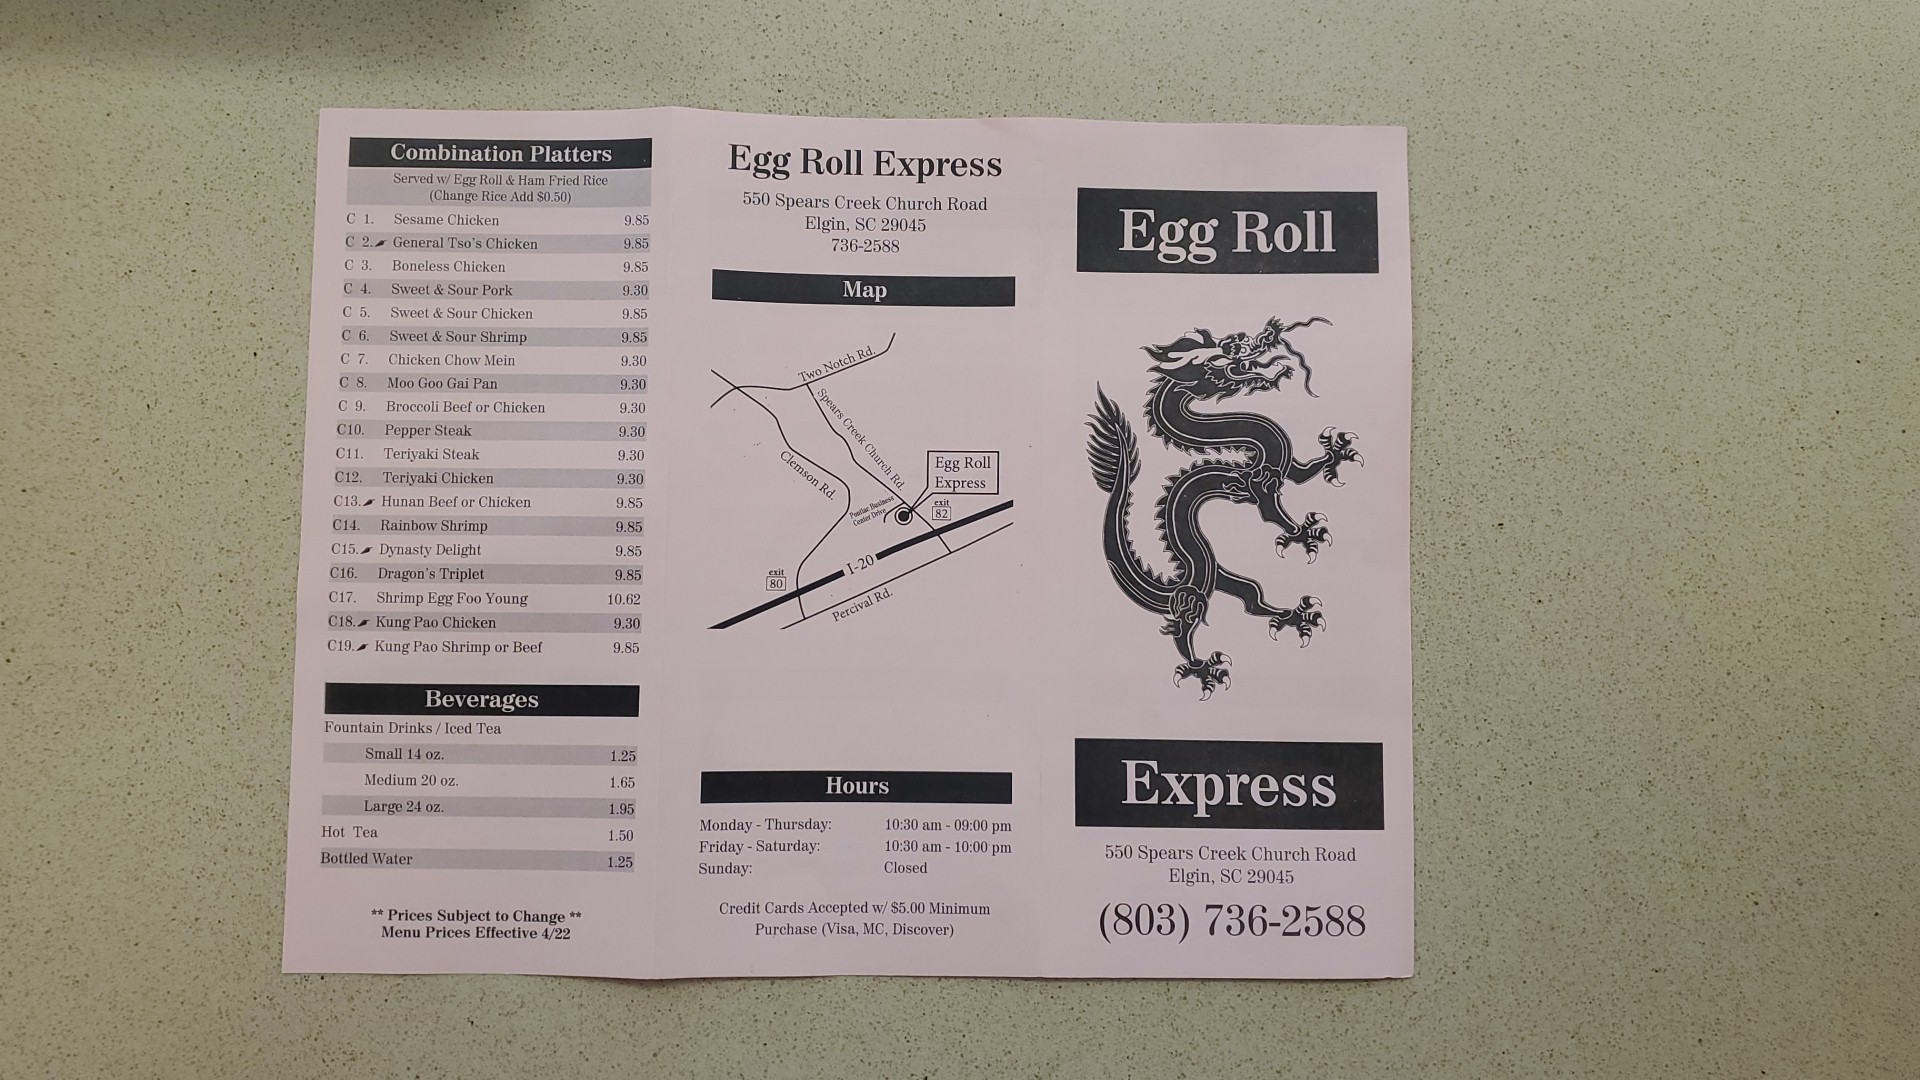 Combination Platters
Served w/ Egg Roll & Ham Fried Rice
(Change Rice Add $0.50)
C 1. Sesame Chicken 9.85
C 2. General Tso's Chicken 9.85
C 3. Boneless Chicken 9.85
C 4. Sweet & Sour Pork 9.30
C 5. Sweet & Sour Chicken 9.85
C 6. Sweet & Sour Shrimp 9.85
C 7. Chicken Chow Mein 9.30
C 8. Moo Goo Gai Pan 9.30
C 9. Broccoli Beef or Chicken 9.30
C10. Pepper Steak 9.30
C11. Teriyaki Steak 9.30
C12. Teriyaki Chicken 9.30
C13. Hunan Beef or Chicken 9.85
C14. Rainbow Shrimp 9.85
C15. Dynasty Delight 9.85
C16. Dragon's Triplet 9.85
C17. Shrimp Egg Foo Young 10.62
C18. Kung Pao Chicken 9.30
C19. Kung Pao Shrimp or Beef 9.85
Beverages
Fountain Drinks / Iced Tea
Small 14 oz. 1.25
Medium 20 oz. 1.65
Large 24 oz. 1.95
Hot Tea 1.50
Bottled Water 1.25
** Prices Subject to Change **
Menu Prices Effective 4/22
Egg Roll Express
550 Spears Creek Church Road
Elgin, SC 29045
736-2588
Map
Two Notch Rd.
Spears Creek Church Rd.
Clemson Rd.
Egg Roll
Express
Pontiac Business
Center Drive
exit
82
I-20
exit
80
Percival Rd.
Hours
Monday - Thursday: 10:30 am - 09:00 pm
Friday - Saturday: 10:30 am - 10:00 pm
Sunday: Closed
Credit Cards Accepted w/ $5.00 Minimum
Purchase (Visa, MC, Discover)
Egg Roll
Express
550 Spears Creek Church Road
Elgin, SC 29045
(803) 736-2588